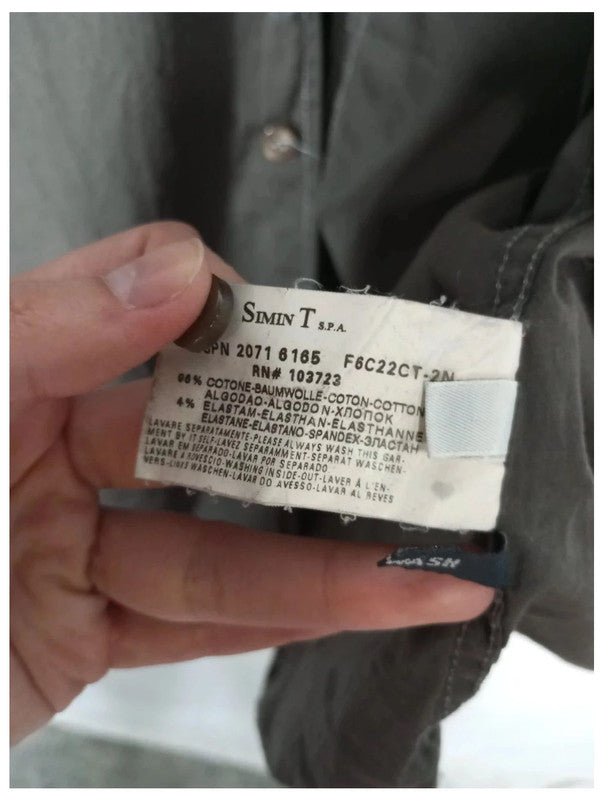 SIMIN T S.P.A.
GPN 2071 6165 F6C22CT-2N
RN# 103723
96% COTONE-BAUMWOLLE-COTON-COTTON
ALGODAO-ALGODON-ХЛОПОК
4% ELASTAM-ELASTHAN-ELASTHANNE
ELASTANE-ELASTANO-SPANDEX-ЭЛАСТАН
LAVARE SEPARATAMENTE-PLEASE ALWAYS WASH THIS GAR-
MENT BY IT SELF-LAVEZ SEPARAMMENT-SEPARAT WASCHEN-
LAVAR EM SEPARADO-LAVAR POR SEPARADO
LAVARE A ROVESCIO-WASHING INSIDE-OUT-LAVER À L'EN-
VERS-LINKS WASCHEN-LAVAR DO AVESSO-LAVAR AL REVES
WASH